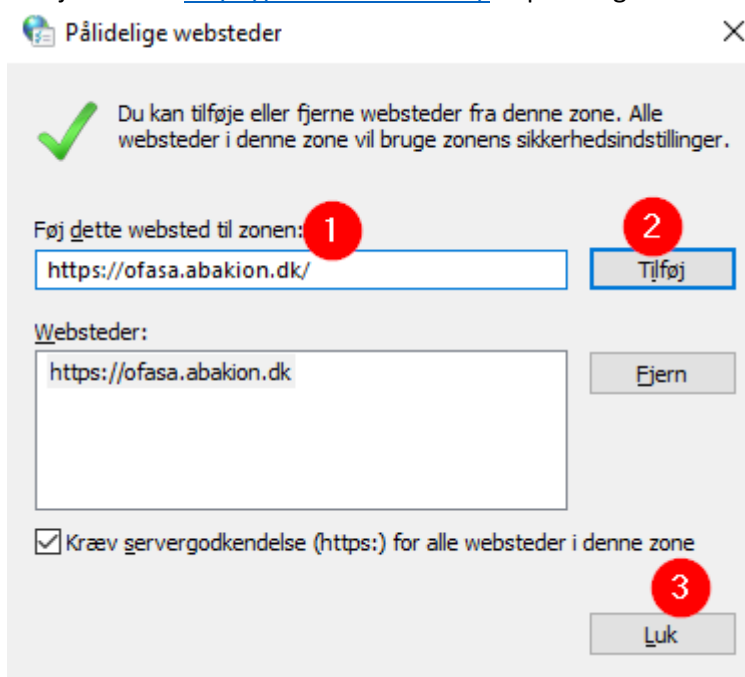 Pålidelige websteder
Du kan tilføje eller fjerne websteder fra denne zone. Alle
websteder i denne zone vil bruge zonens sikkerhedsindstillinger.
Føj dette websted til zonen: 1
2
https://ofasa.abakion.dk/
Tilføj
Websteder:
https://ofasa.abakion.dk
Fjern
Kræv servergodkendelse (https:) for alle websteder i denne zone
3
Luk